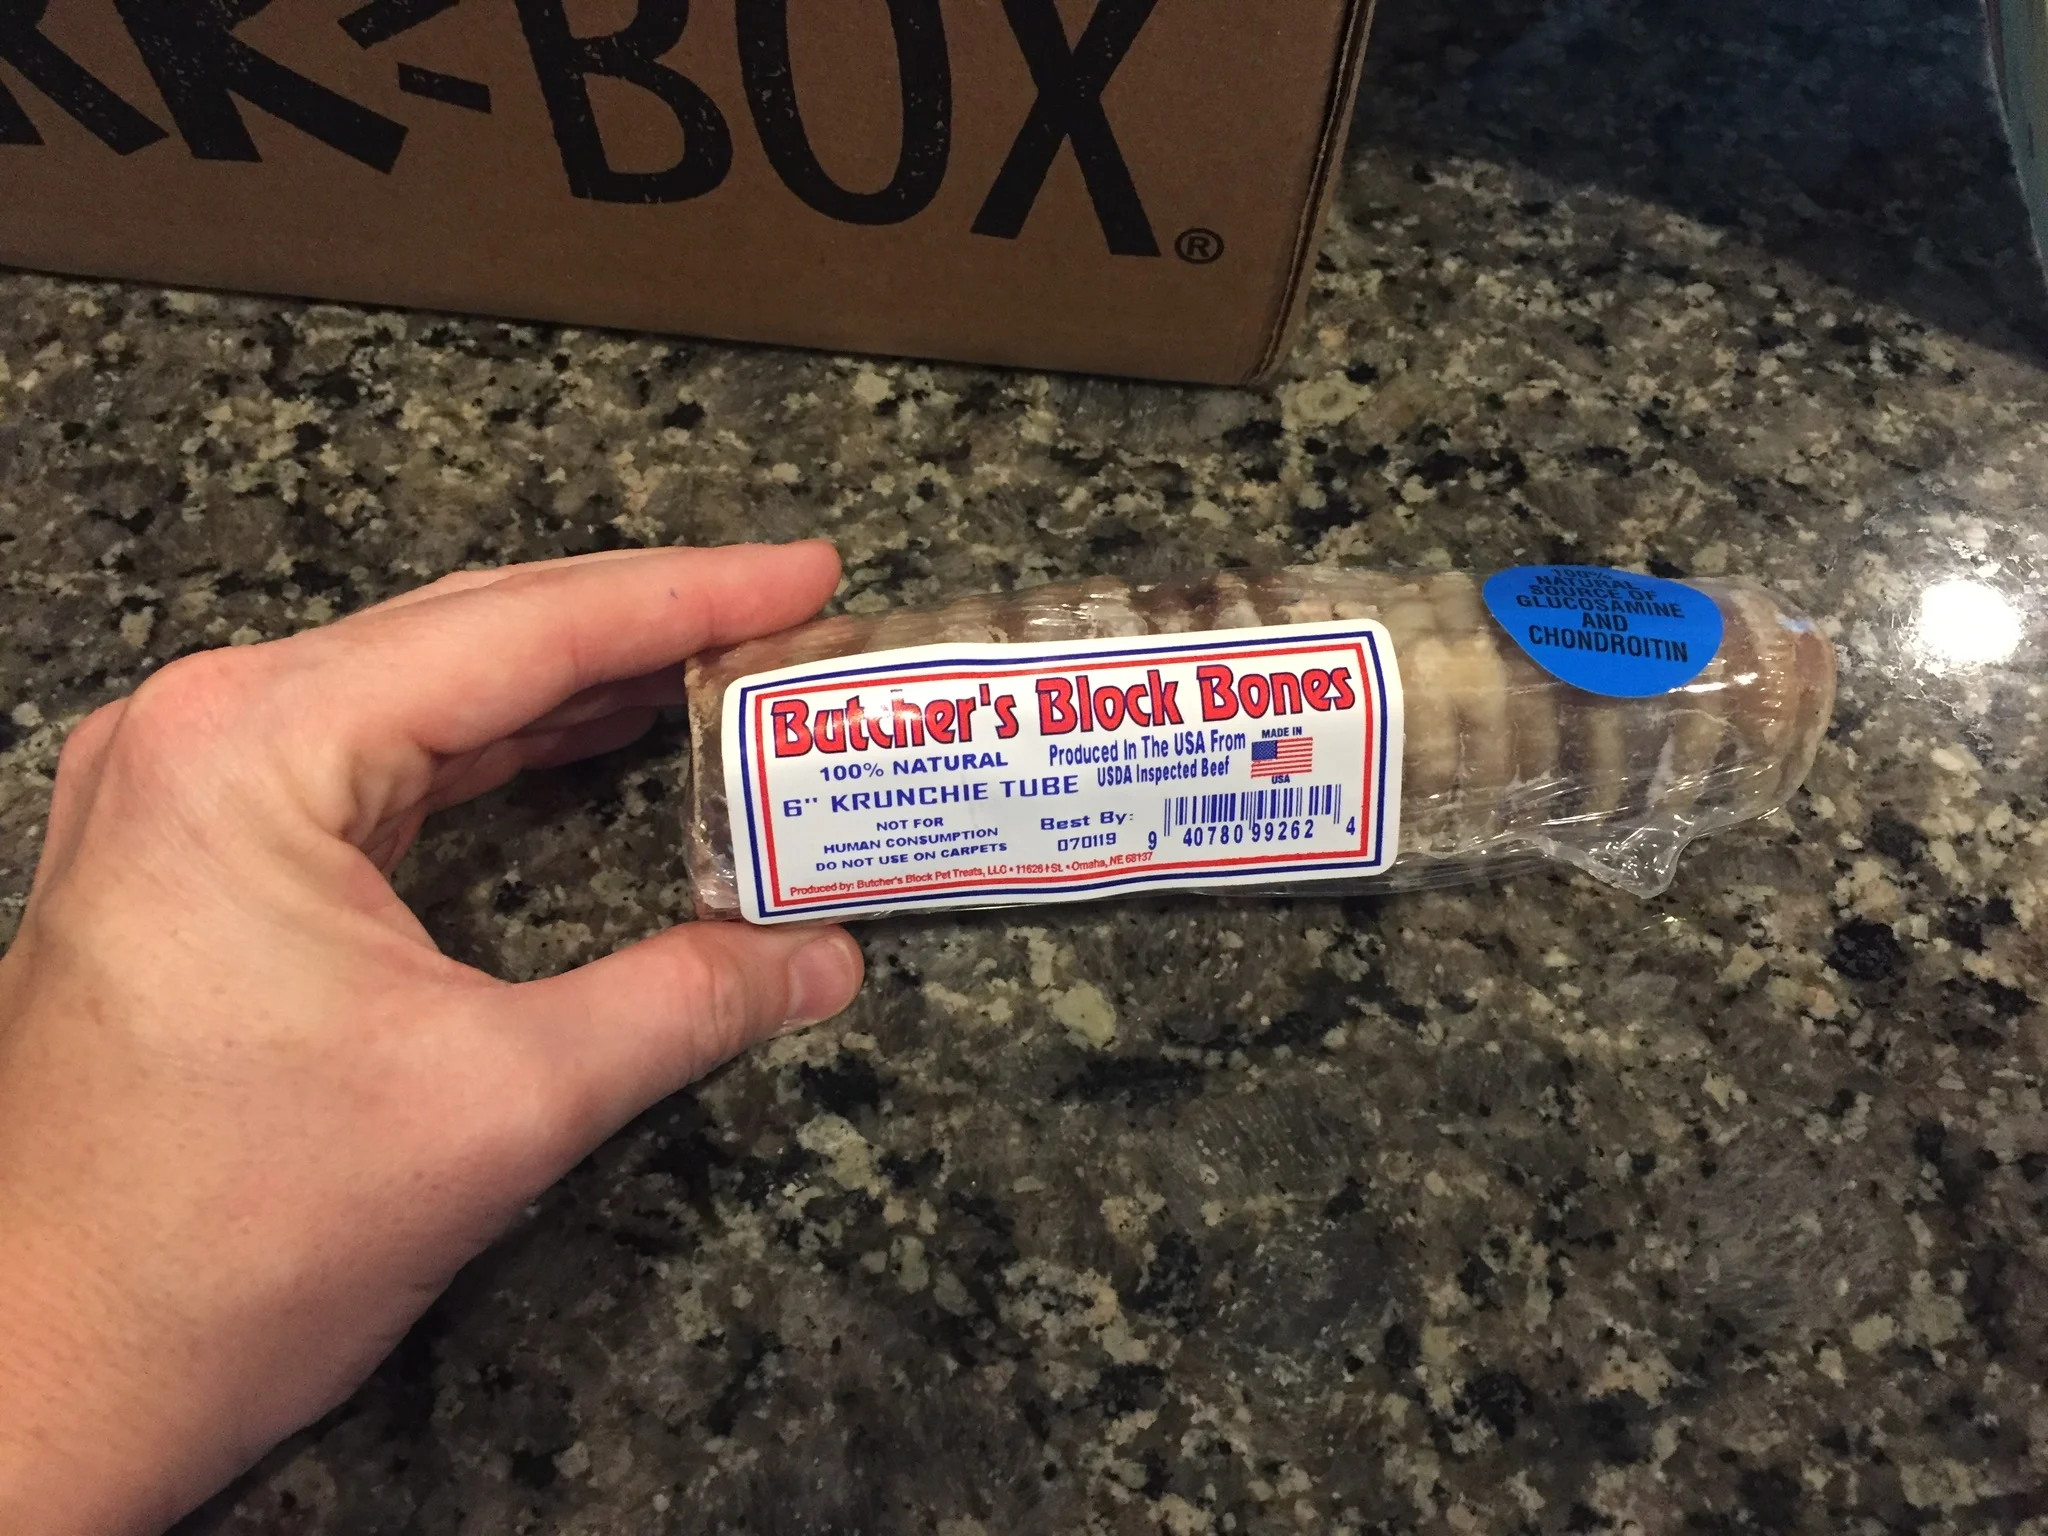 RK-BOX®
100%
NATURAL
SOURCE OF
GLUCOSAMINE
AND
CHONDROITIN
Butcher's Block Bones
100% NATURAL
6" KRUNCHIE TUBE
Produced In The USA From
USDA Inspected Beef
MADE IN
USA
NOT FOR
HUMAN CONSUMPTION
DO NOT USE ON CARPETS
Best By:
070119
9 40780 99262 4
Produced by: Butcher's Block Pet Treats, LLC • 11626 I St. • Omaha, NE 68137